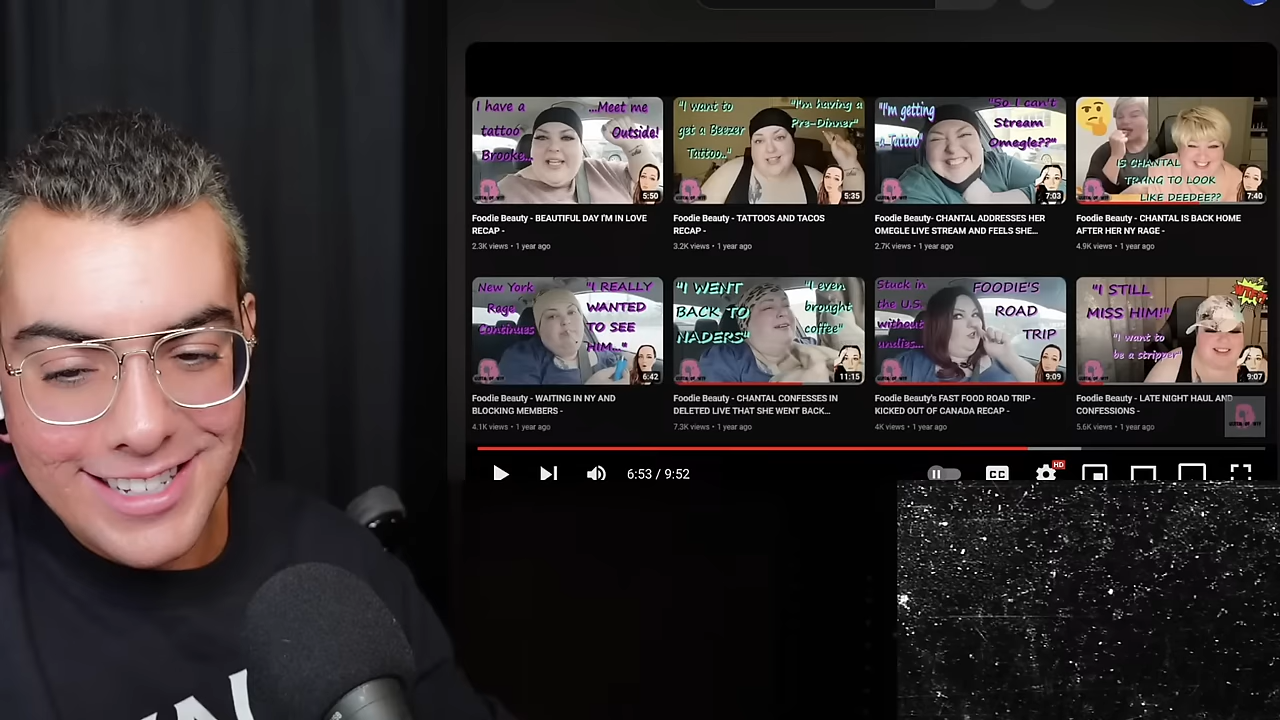 I have a
tattoo
Brooke...
...Meet me
Outside!
5:50
"I want to
get a Beezer
Tattoo.."
"I'm having a
Pre-Dinner"
5:35
"I'm getting
a Tattoo"
"So I can't
Stream
Omegle??"
7:03
IS CHANTAL
TRYING TO LOOK
LIKE DEEDEE??
7:40
Foodie Beauty - BEAUTIFUL DAY I'M IN LOVE
RECAP -
2.3K views • 1 year ago
Foodie Beauty - TATTOOS AND TACOS
RECAP -
3.2K views • 1 year ago
Foodie Beauty- CHANTAL ADDRESSES HER
OMEGLE LIVE STREAM AND FEELS SHE...
2.7K views • 1 year ago
Foodie Beauty - CHANTAL IS BACK HOME
AFTER HER NY RAGE -
4.9K views • 1 year ago
New York
Rage
Continues
"I REALLY
WANTED
TO SEE
HIM..."
6:42
"I WENT
BACK TO
NADERS"
"I even
brought
coffee"
11:15
Stuck in
the U.S.
without
undies...
FOODIE'S
ROAD
TRIP
9:09
"I STILL
MISS HIM!"
"I want to
be a stripper"
9:07
Foodie Beauty - WAITING IN NY AND
BLOCKING MEMBERS -
4.1K views • 1 year ago
Foodie Beauty - CHANTAL CONFESSES IN
DELETED LIVE THAT SHE WENT BACK...
7.3K views • 1 year ago
Foodie Beauty's FAST FOOD ROAD TRIP -
KICKED OUT OF CANADA RECAP -
4K views • 1 year ago
Foodie Beauty - LATE NIGHT HAUL AND
CONFESSIONS -
5.6K views • 1 year ago
6:53 / 9:52
CC
HD